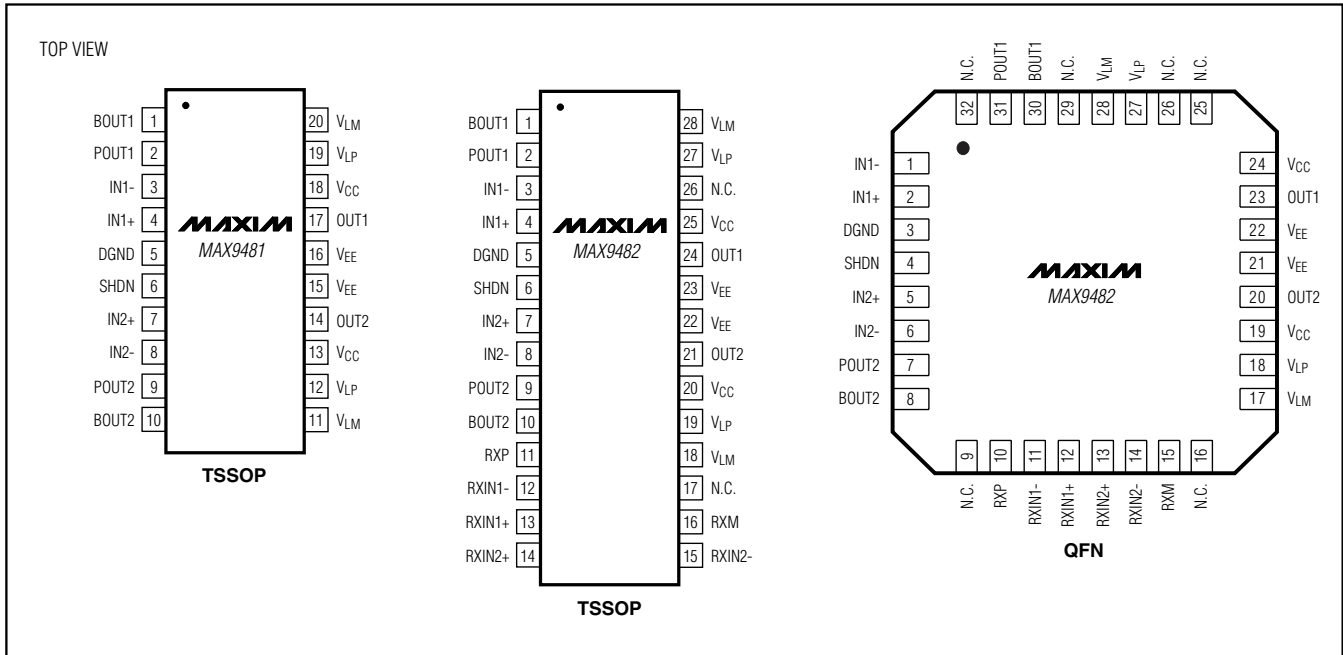 TOP VIEW
BOUT1 1
POUT1 2
IN1- 3
IN1+ 4
DGND 5
SHDN 6
IN2+ 7
IN2- 8
POUT2 9
BOUT2 10
20 VLM
19 VLP
18 VCC
17 OUT1
16 VEE
15 VEE
14 OUT2
13 VCC
12 VLP
11 VLM
MAXIM
MAX9481
TSSOP
BOUT1 1
POUT1 2
IN1- 3
IN1+ 4
DGND 5
SHDN 6
IN2+ 7
IN2- 8
POUT2 9
BOUT2 10
RXP 11
RXIN1- 12
RXIN1+ 13
RXIN2+ 14
28 VLM
27 VLP
26 N.C.
25 VCC
24 OUT1
23 VEE
22 VEE
21 OUT2
20 VCC
19 VLP
18 VLM
17 N.C.
16 RXM
15 RXIN2-
MAXIM
MAX9482
TSSOP
N.C. 32
POUT1 31
BOUT1 30
N.C. 29
VLM 28
VLP 27
N.C. 26
N.C. 25
IN1- 1
IN1+ 2
DGND 3
SHDN 4
IN2+ 5
IN2- 6
POUT2 7
BOUT2 8
24 VCC
23 OUT1
22 VEE
21 VEE
20 OUT2
19 VCC
18 VLP
17 VLM
MAXIM
MAX9482
N.C. 9
RXP 10
RXIN1- 11
RXIN1+ 12
RXIN2+ 13
RXIN2- 14
RXM 15
N.C. 16
QFN